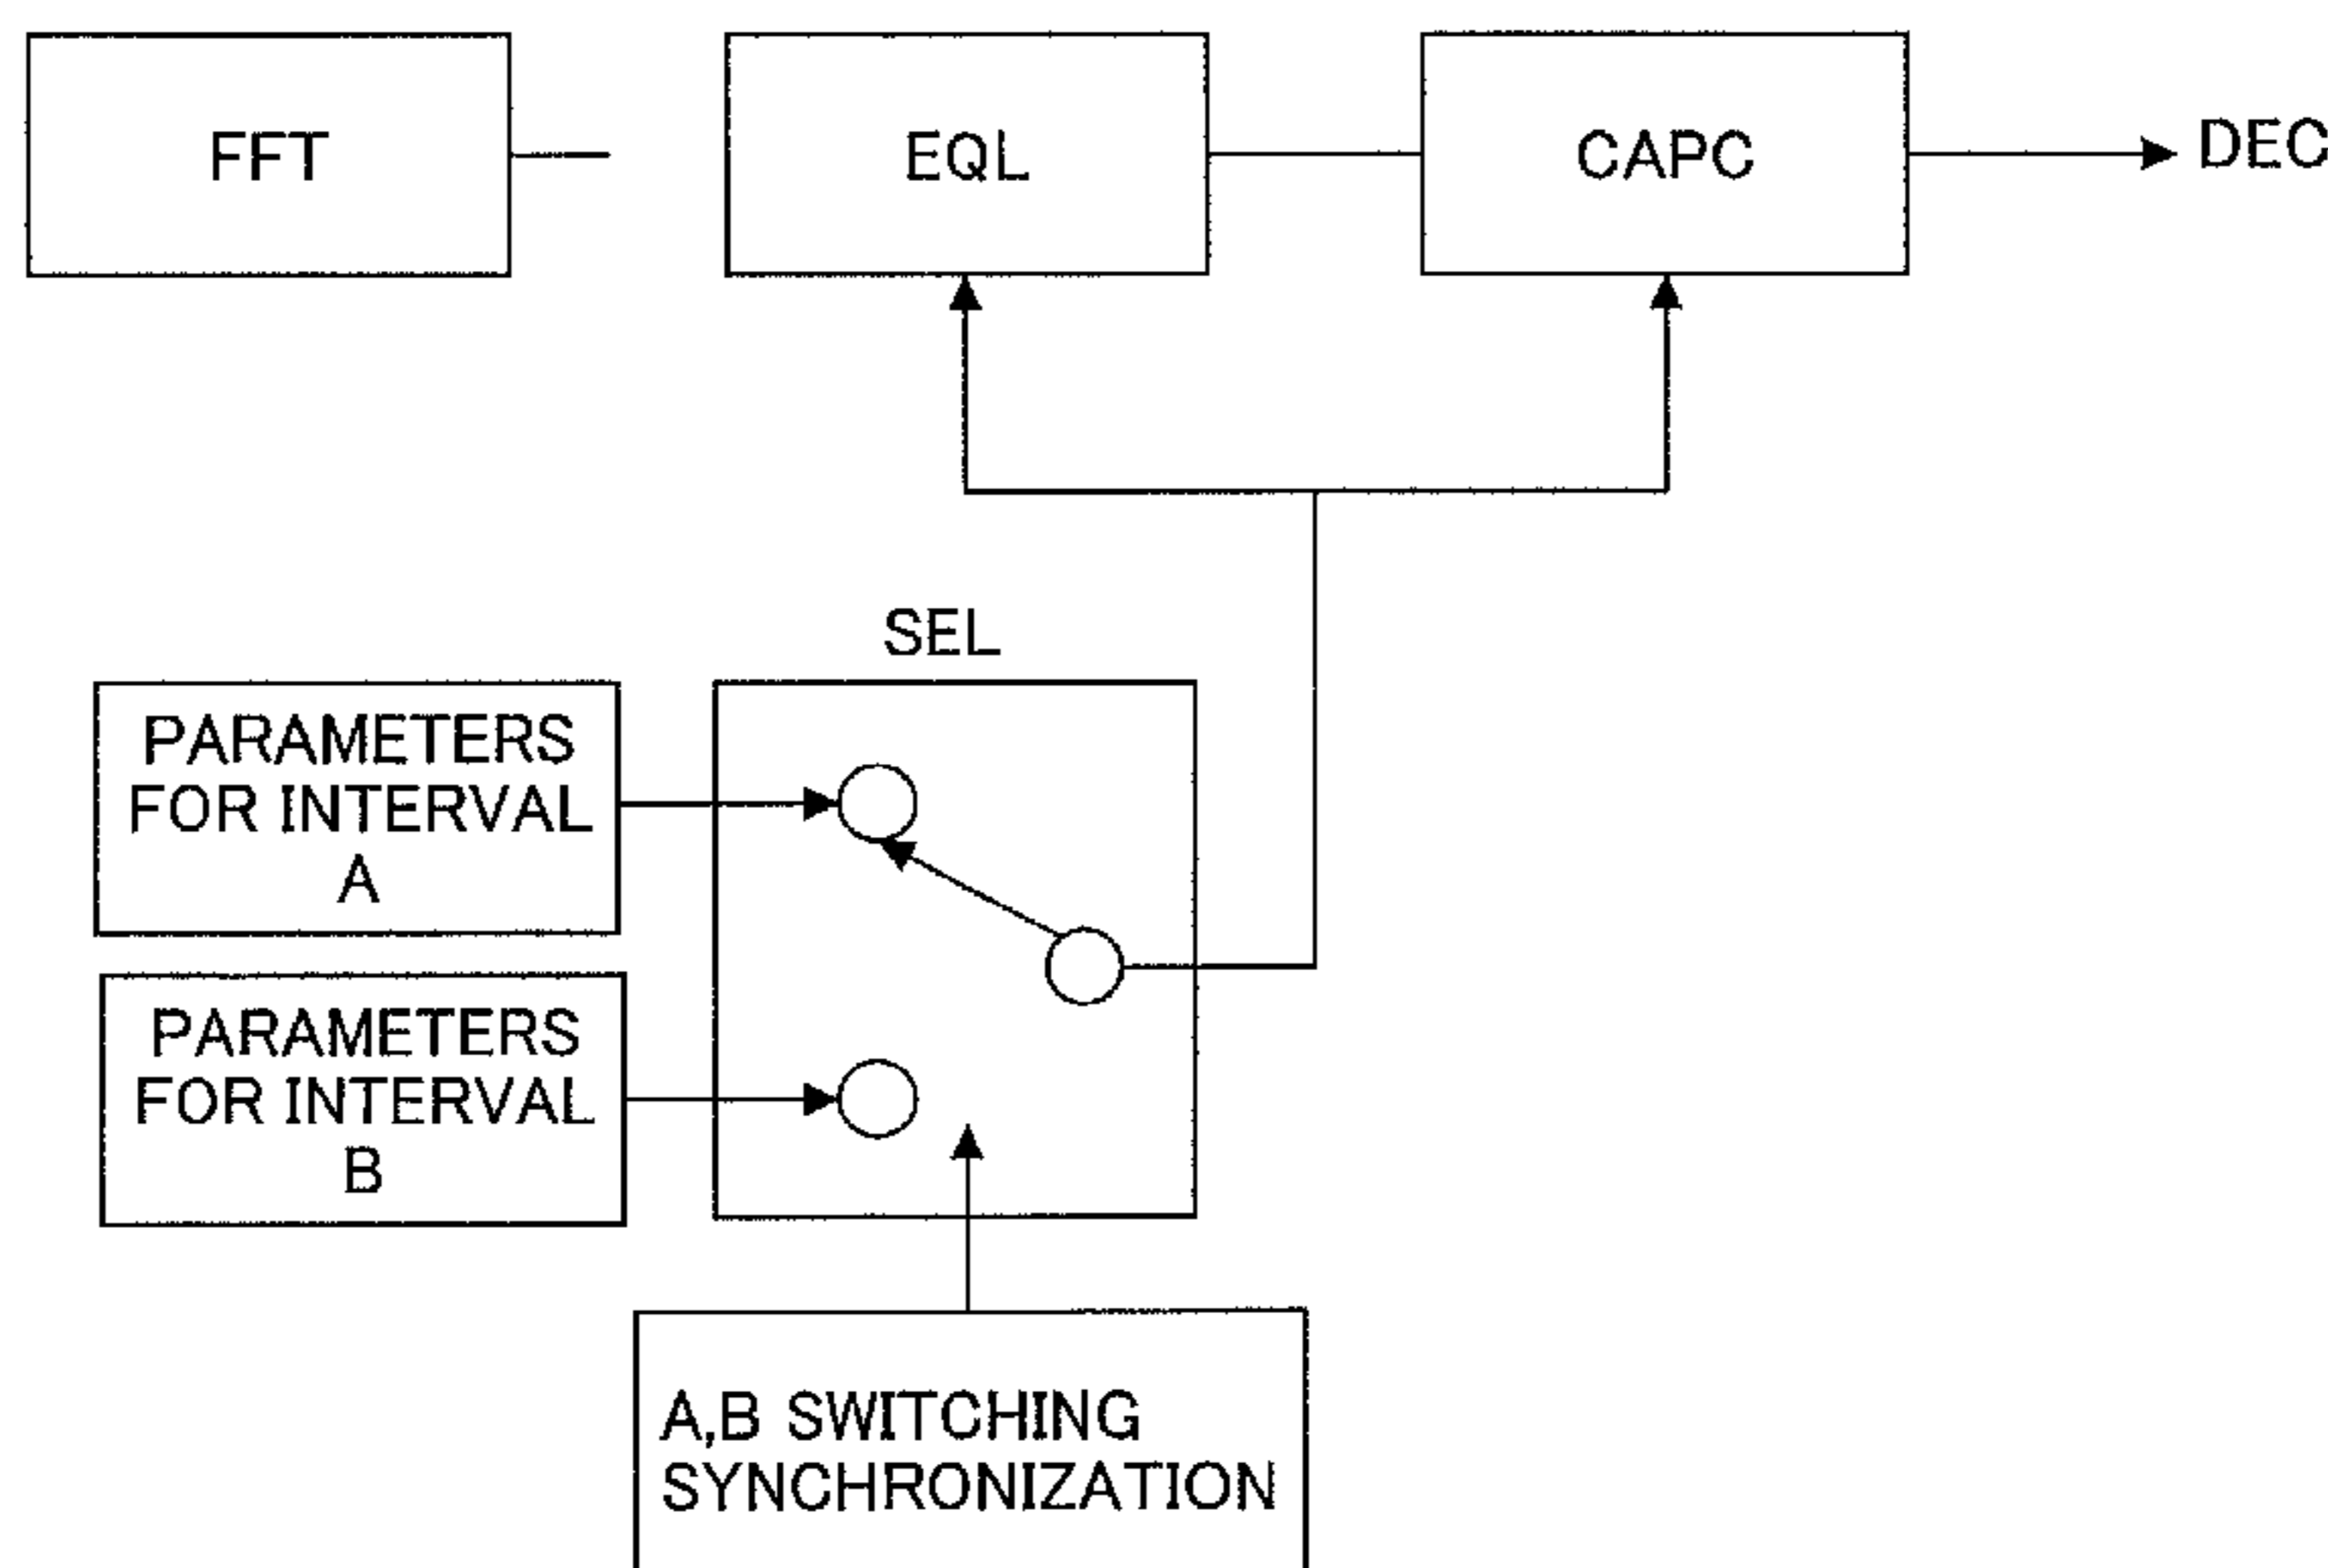 FFT
EQL
CAPC
DEC
SEL
PARAMETERS
FOR INTERVAL
A
PARAMETERS
FOR INTERVAL
B
A,B SWITCHING
SYNCHRONIZATION